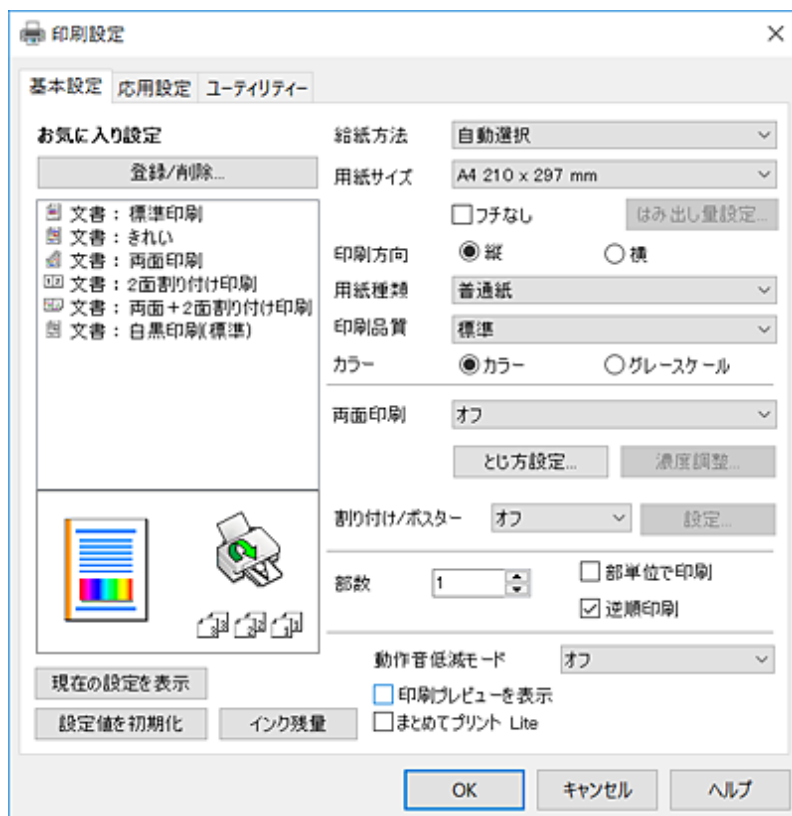 印刷設定
基本設定 応用設定 ユーティリティー
お気に入り設定
登録/削除...
文書：標準印刷
文書：きれい
文書：両面印刷
文書：2面割り付け印刷
文書：両面+2面割り付け印刷
文書：白黒印刷(標準)
3 3 2 2 1 1
現在の設定を表示
設定値を初期化 インク残量
給紙方法 自動選択
用紙サイズ A4 210 x 297 mm
フチなし はみ出し量設定...
印刷方向 縦 横
用紙種類 普通紙
印刷品質 標準
カラー カラー グレースケール
両面印刷 オフ
とじ方設定... 濃度調整...
割り付け/ポスター オフ 設定...
部数 1 部単位で印刷
逆順印刷
動作音低減モード オフ
印刷プレビューを表示
まとめてプリント Lite
OK キャンセル ヘルプ